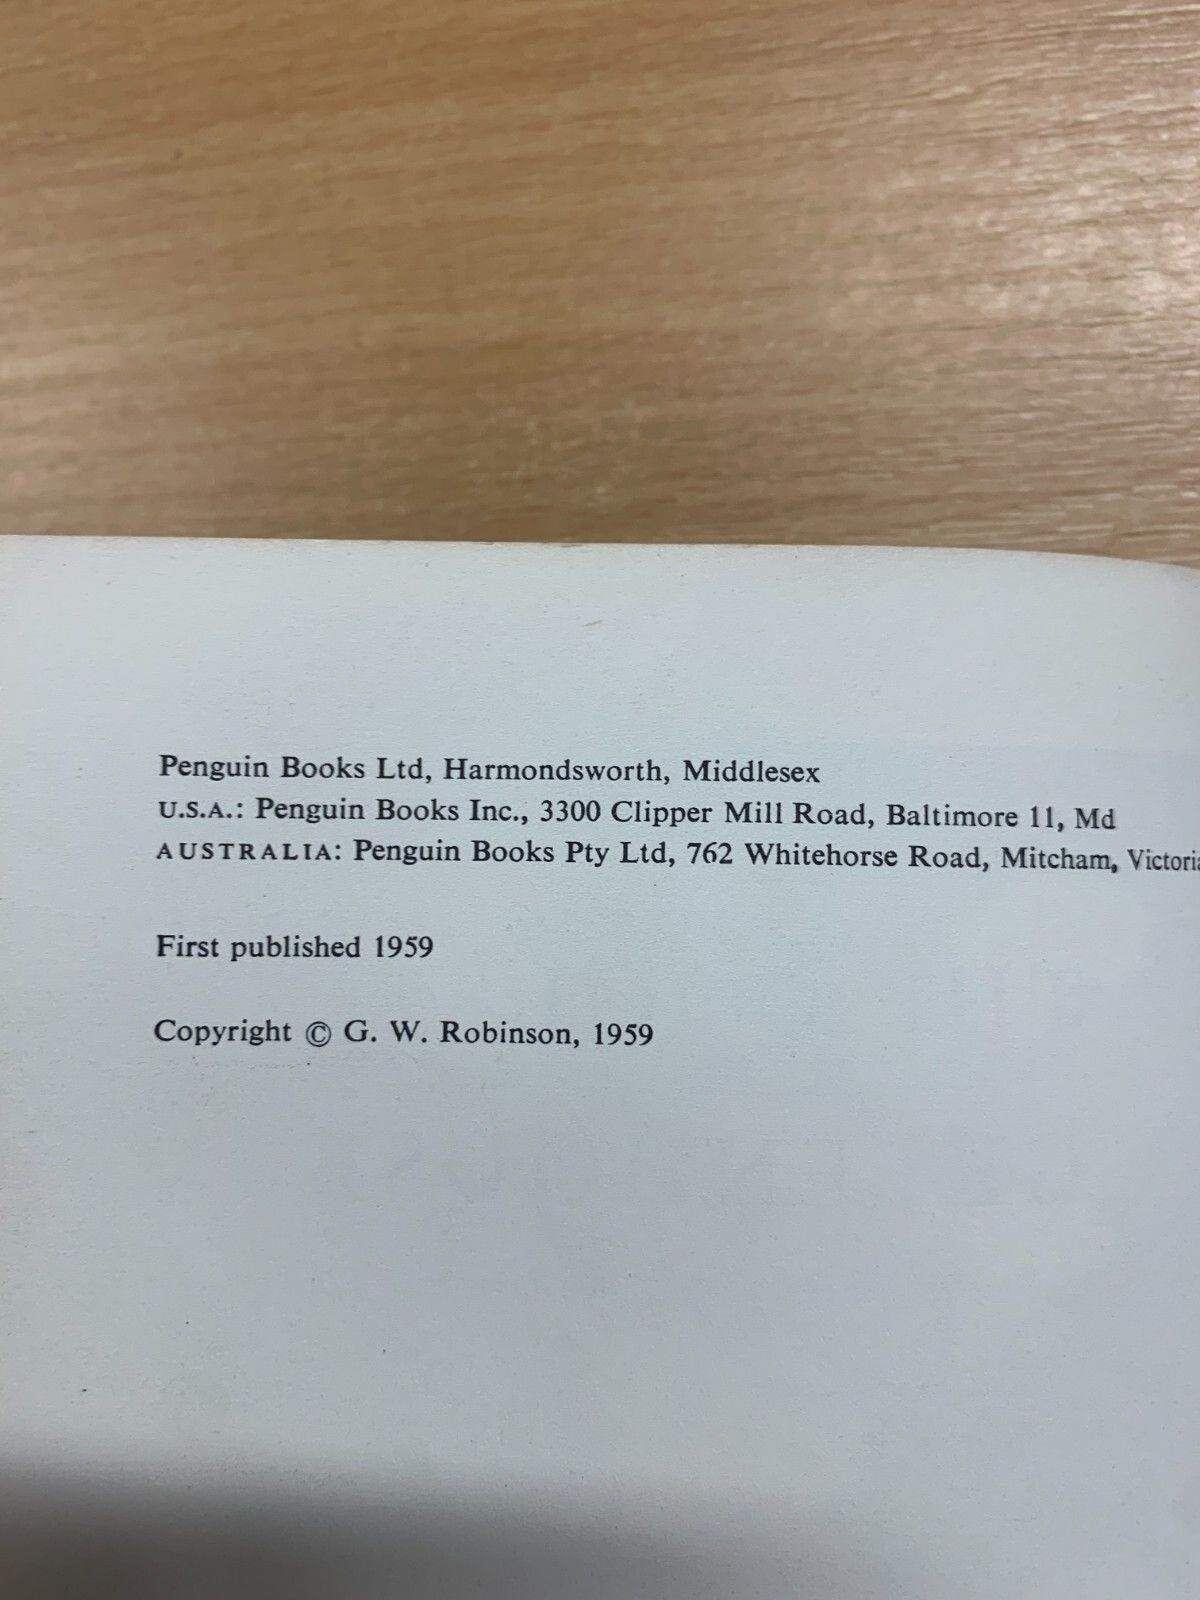 Penguin Books Ltd, Harmondsworth, Middlesex
U.S.A.: Penguin Books Inc., 3300 Clipper Mill Road, Baltimore 11, Md
AUSTRALIA: Penguin Books Pty Ltd, 762 Whitehorse Road, Mitcham, Victoria
First published 1959
Copyright © G. W. Robinson, 1959